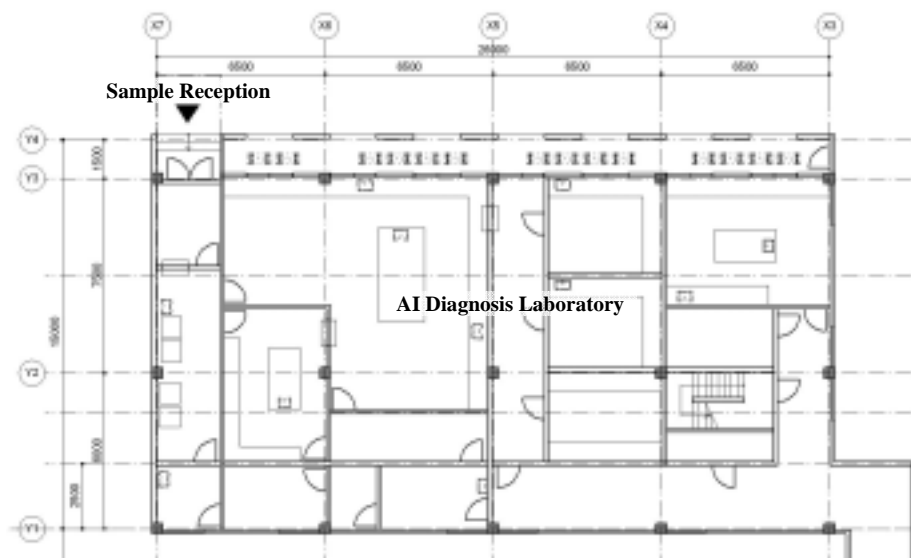 X7 X6 X5 X4 X3
26000
6500 6500 6500 6500
Sample Reception
Y4
1500
Y3
7500
AI Diagnosis Laboratory
15000
Y2
6000
2500
Y1